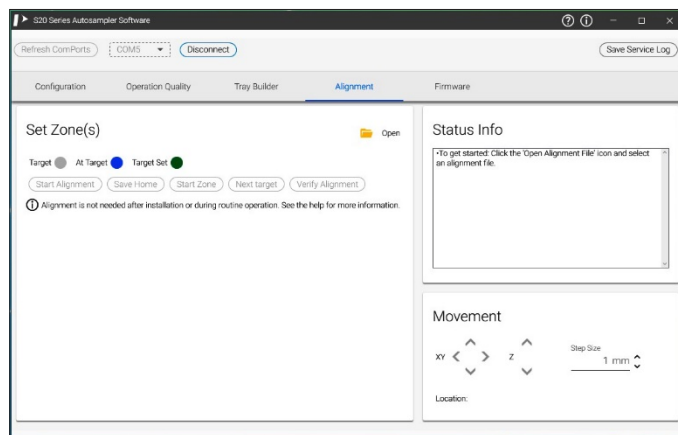 S20 Series Autosampler Software
Refresh ComPorts COM5 Disconnect Save Service Log
Configuration Operation Quality Tray Builder Alignment Firmware
Set Zone(s)
Open
Target At Target Target Set
Start Alignment Save Home Start Zone Next target Verify Alignment
Alignment is not needed after installation or during routine operation. See the help for more information.
Status Info
•To get started: Click the 'Open Alignment File' icon and select
an alignment file.
Movement
XY Z Step Size
1 mm
Location: